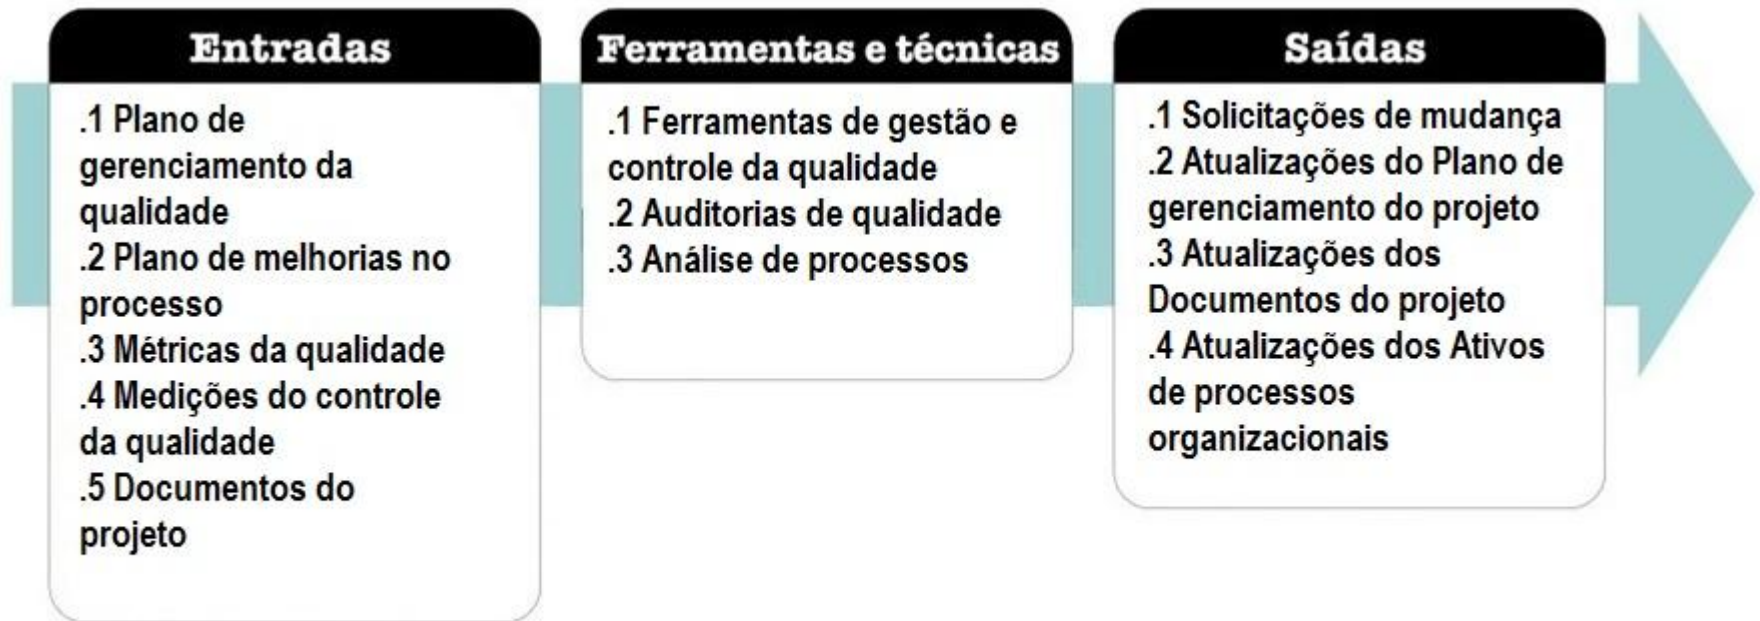 Entradas
.1 Plano de
gerenciamento da
qualidade
.2 Plano de melhorias no
processo
.3 Métricas da qualidade
.4 Medições do controle
da qualidade
.5 Documentos do
projeto
Ferramentas e técnicas
.1 Ferramentas de gestão e
controle da qualidade
.2 Auditorias de qualidade
.3 Análise de processos
Saídas
.1 Solicitações de mudança
.2 Atualizações do Plano de
gerenciamento do projeto
.3 Atualizações dos
Documentos do projeto
.4 Atualizações dos Ativos
de processos
organizacionais